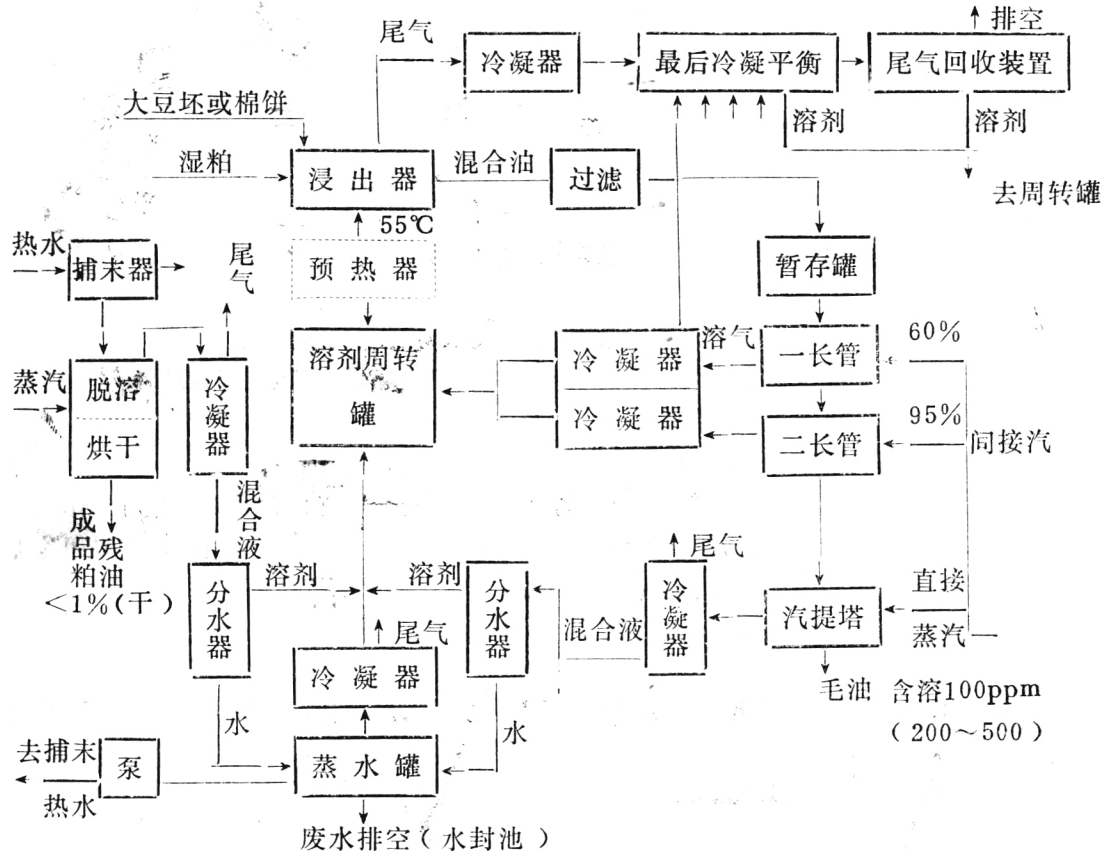 排空
尾气
冷凝器
最后冷凝平衡
尾气回收装置
大豆坯或棉饼
溶剂
溶剂
湿粕
浸出器
混合油
过滤
去周转罐
55℃
热水
捕末器
尾气
预热器
暂存罐
溶剂周转
罐
溶气
冷凝器
一长管
60%
蒸汽
脱溶
烘干
冷凝器
冷凝器
二长管
95%
间接汽
混合液
成品粕
残油
<1%(干)
分水器
溶剂
溶剂
分水器
尾气
冷凝器
直接
蒸汽
混合液
汽提塔
尾气
冷凝器
毛油 含溶100ppm
(200~500)
水
水
去捕末
热水
泵
蒸水罐
废水排空(水封池)